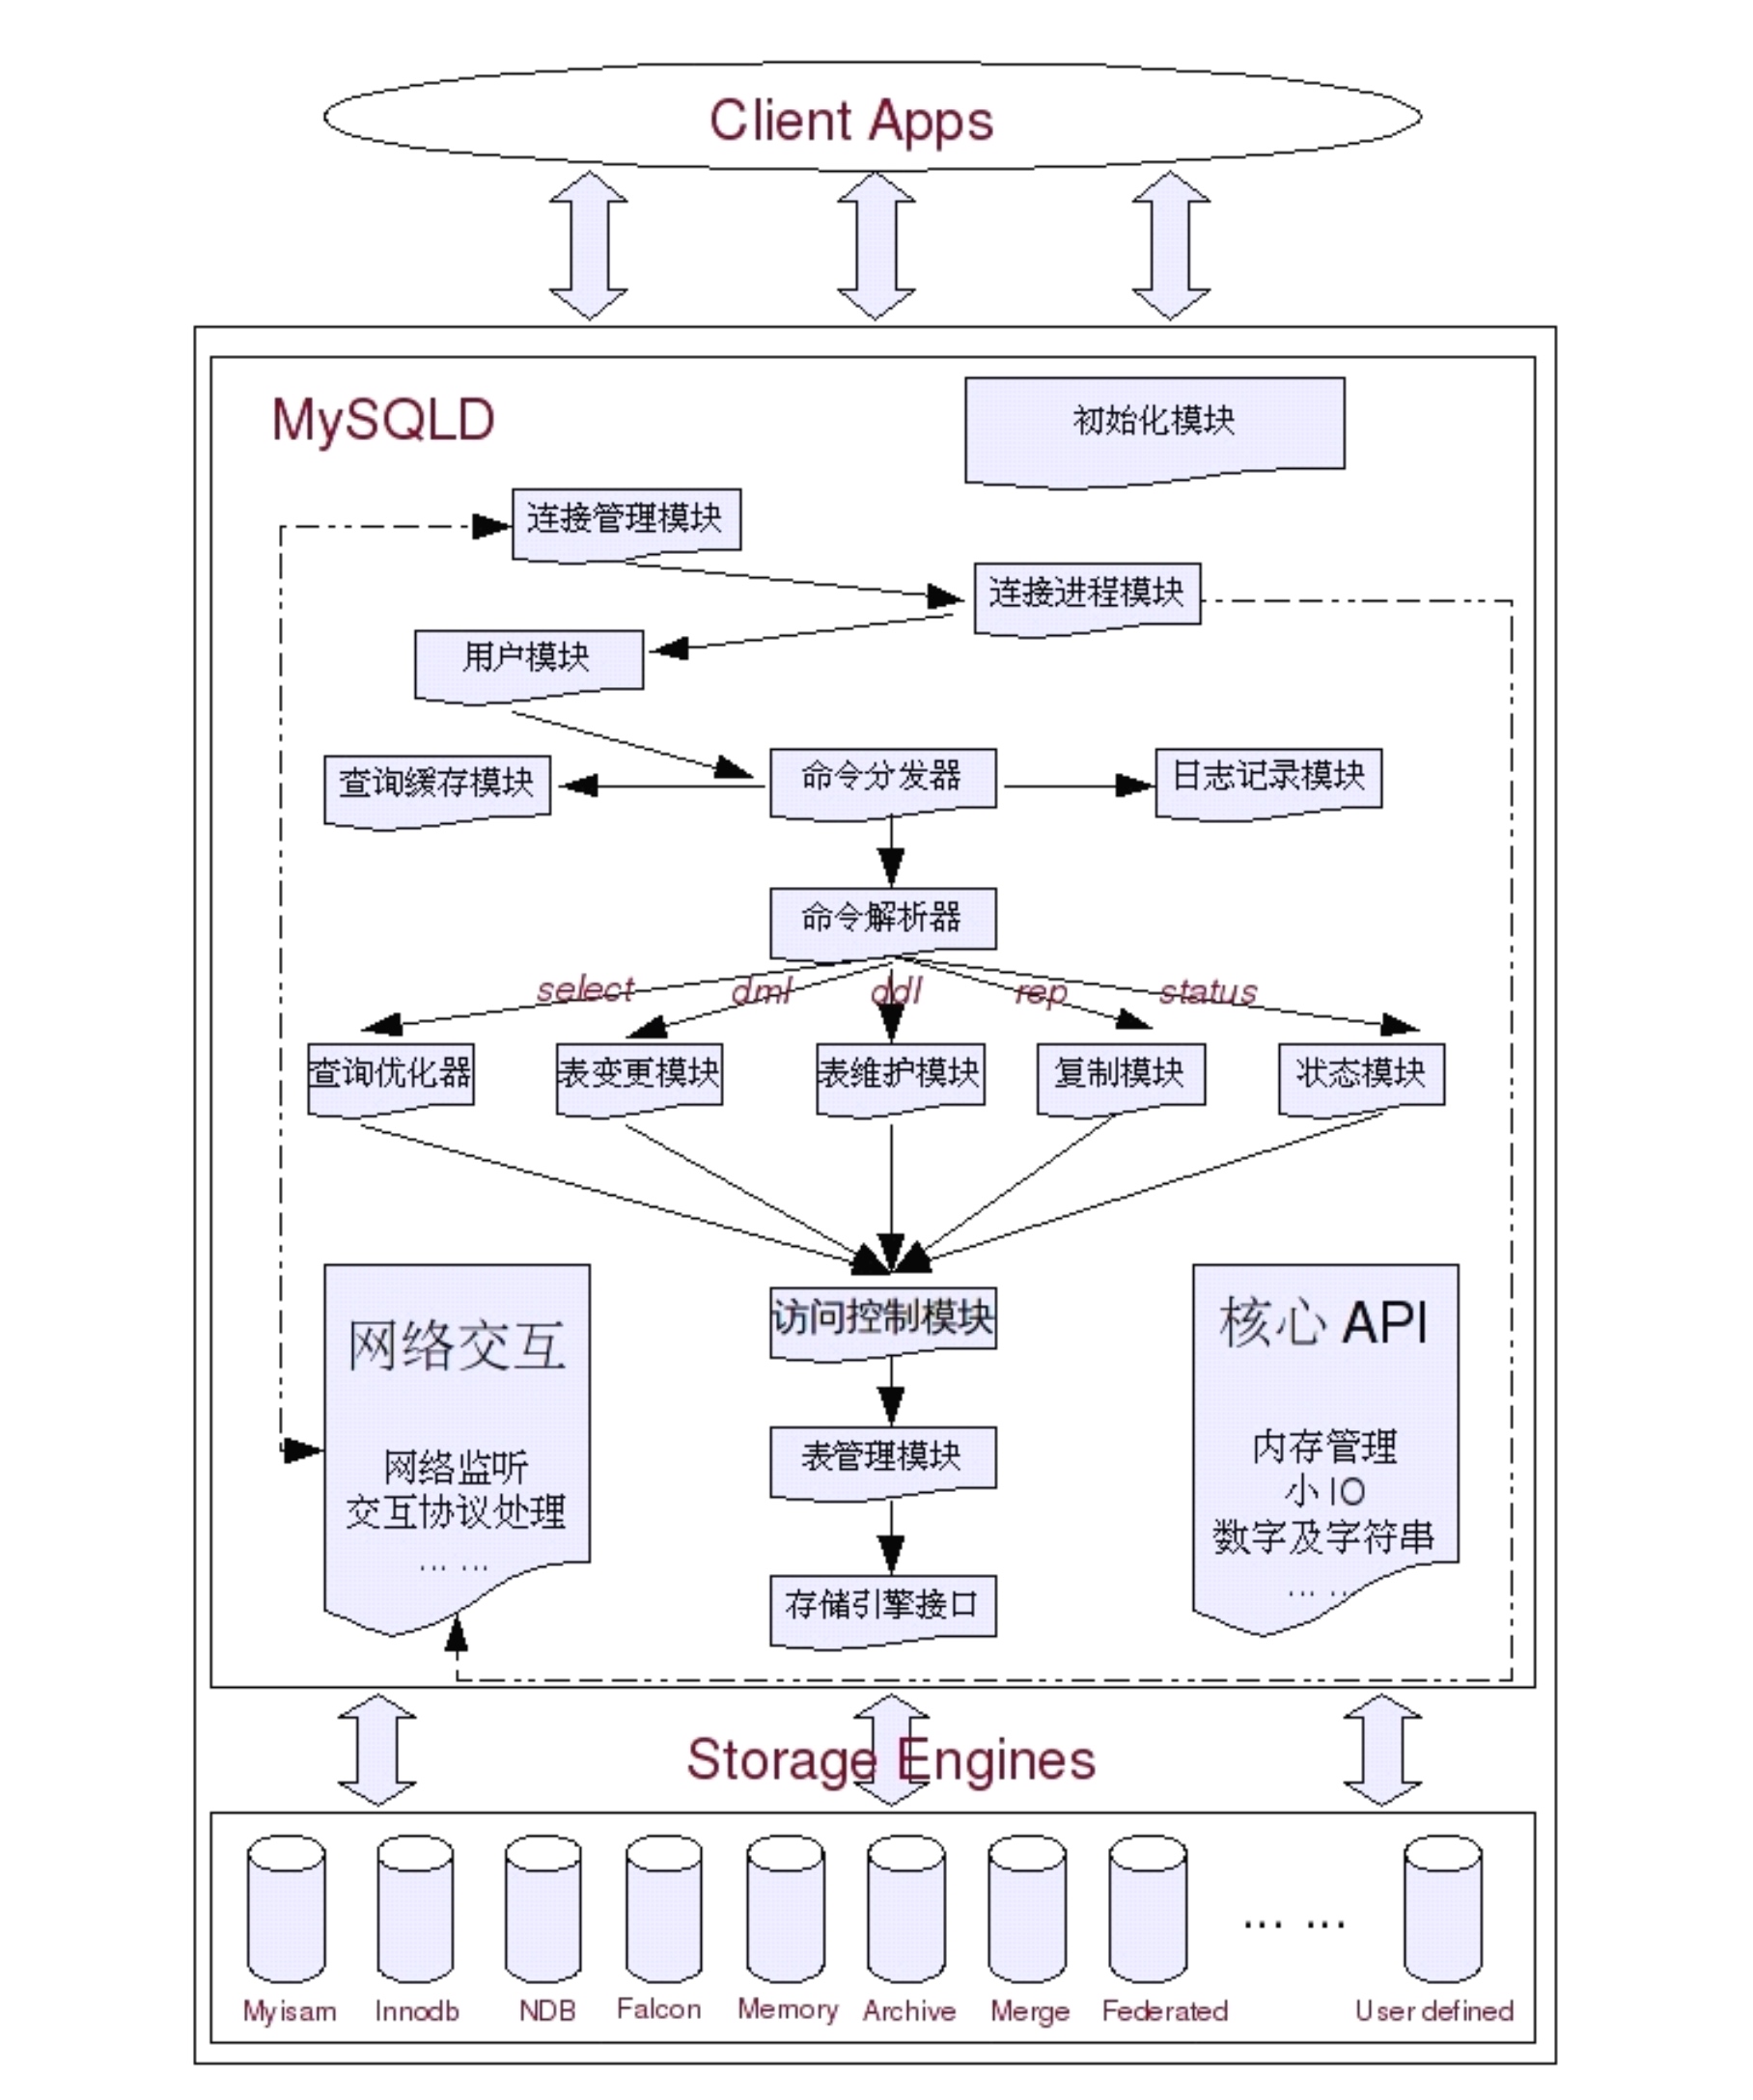 Client Apps
MySQLD
初始化模块
连接管理模块
连接进程模块
用户模块
查询缓存模块
命令分发器
日志记录模块
命令解析器
select
dml
ddl
rep
status
查询优化器
表变更模块
表维护模块
复制模块
状态模块
访问控制模块
网络交互
网络监听
交互协议处理
... ...
核心 API
内存管理
小 IO
数字及字符串
... ...
表管理模块
存储引擎接口
Storage Engines
Myisam
Innodb
NDB
Falcon
Memory
Archive
Merge
Federated
... ...
User defined